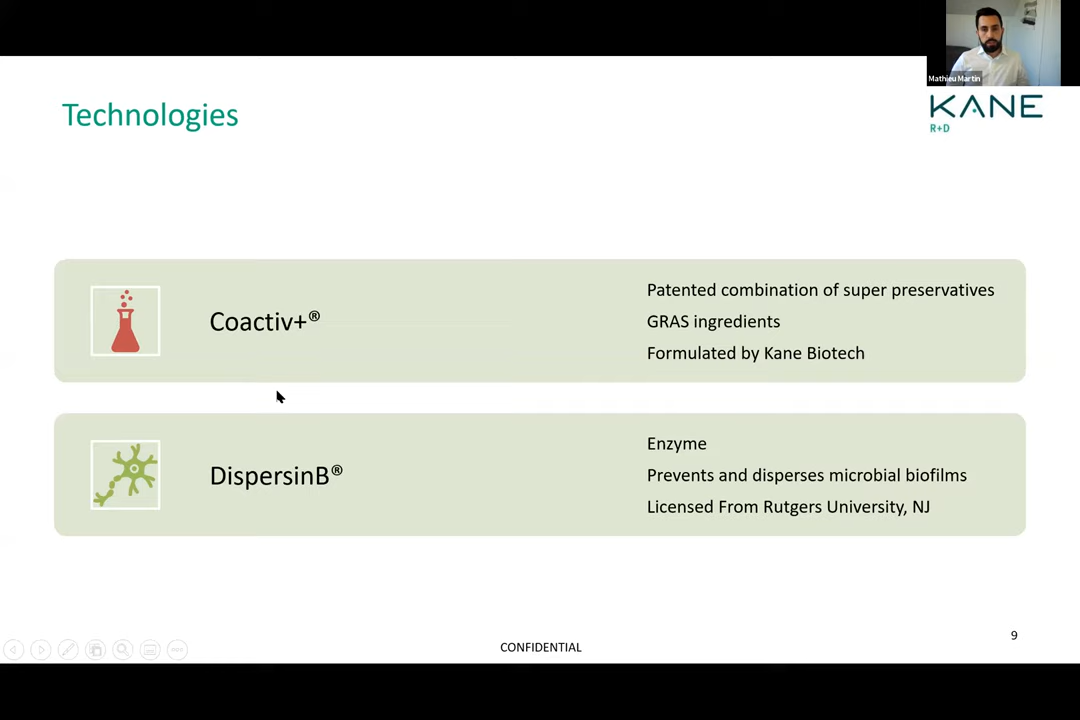 Mathieu Martin
Technologies
KANE
R+D
Coactiv+®
Patented combination of super preservatives
GRAS ingredients
Formulated by Kane Biotech
DispersinB®
Enzyme
Prevents and disperses microbial biofilms
Licensed From Rutgers University, NJ
9
CONFIDENTIAL